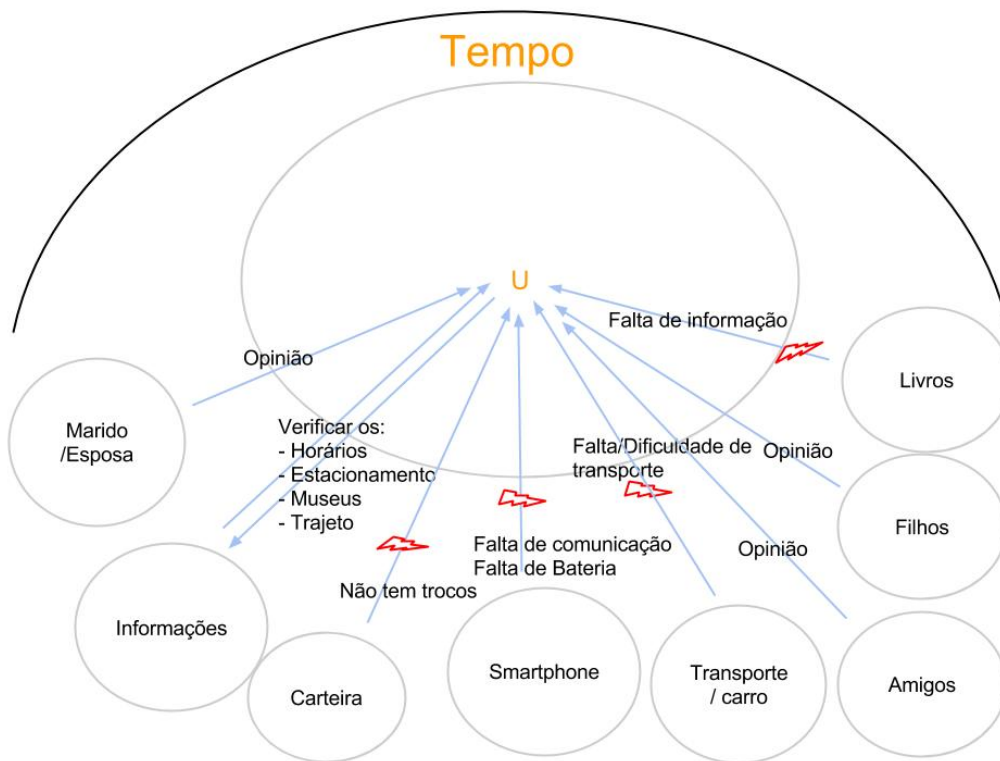 Tempo
U
Falta de informação
Opinião
Livros
Marido
/Esposa
Verificar os:
- Horários
- Estacionamento
- Museus
- Trajeto
Falta/Dificuidade de
transporte
Opinião
Filhos
Falta de comunicação
Falta de Bateria
Opinião
Não tem trocos
Informações
Carteira
Smartphone
Transporte
/ carro
Amigos